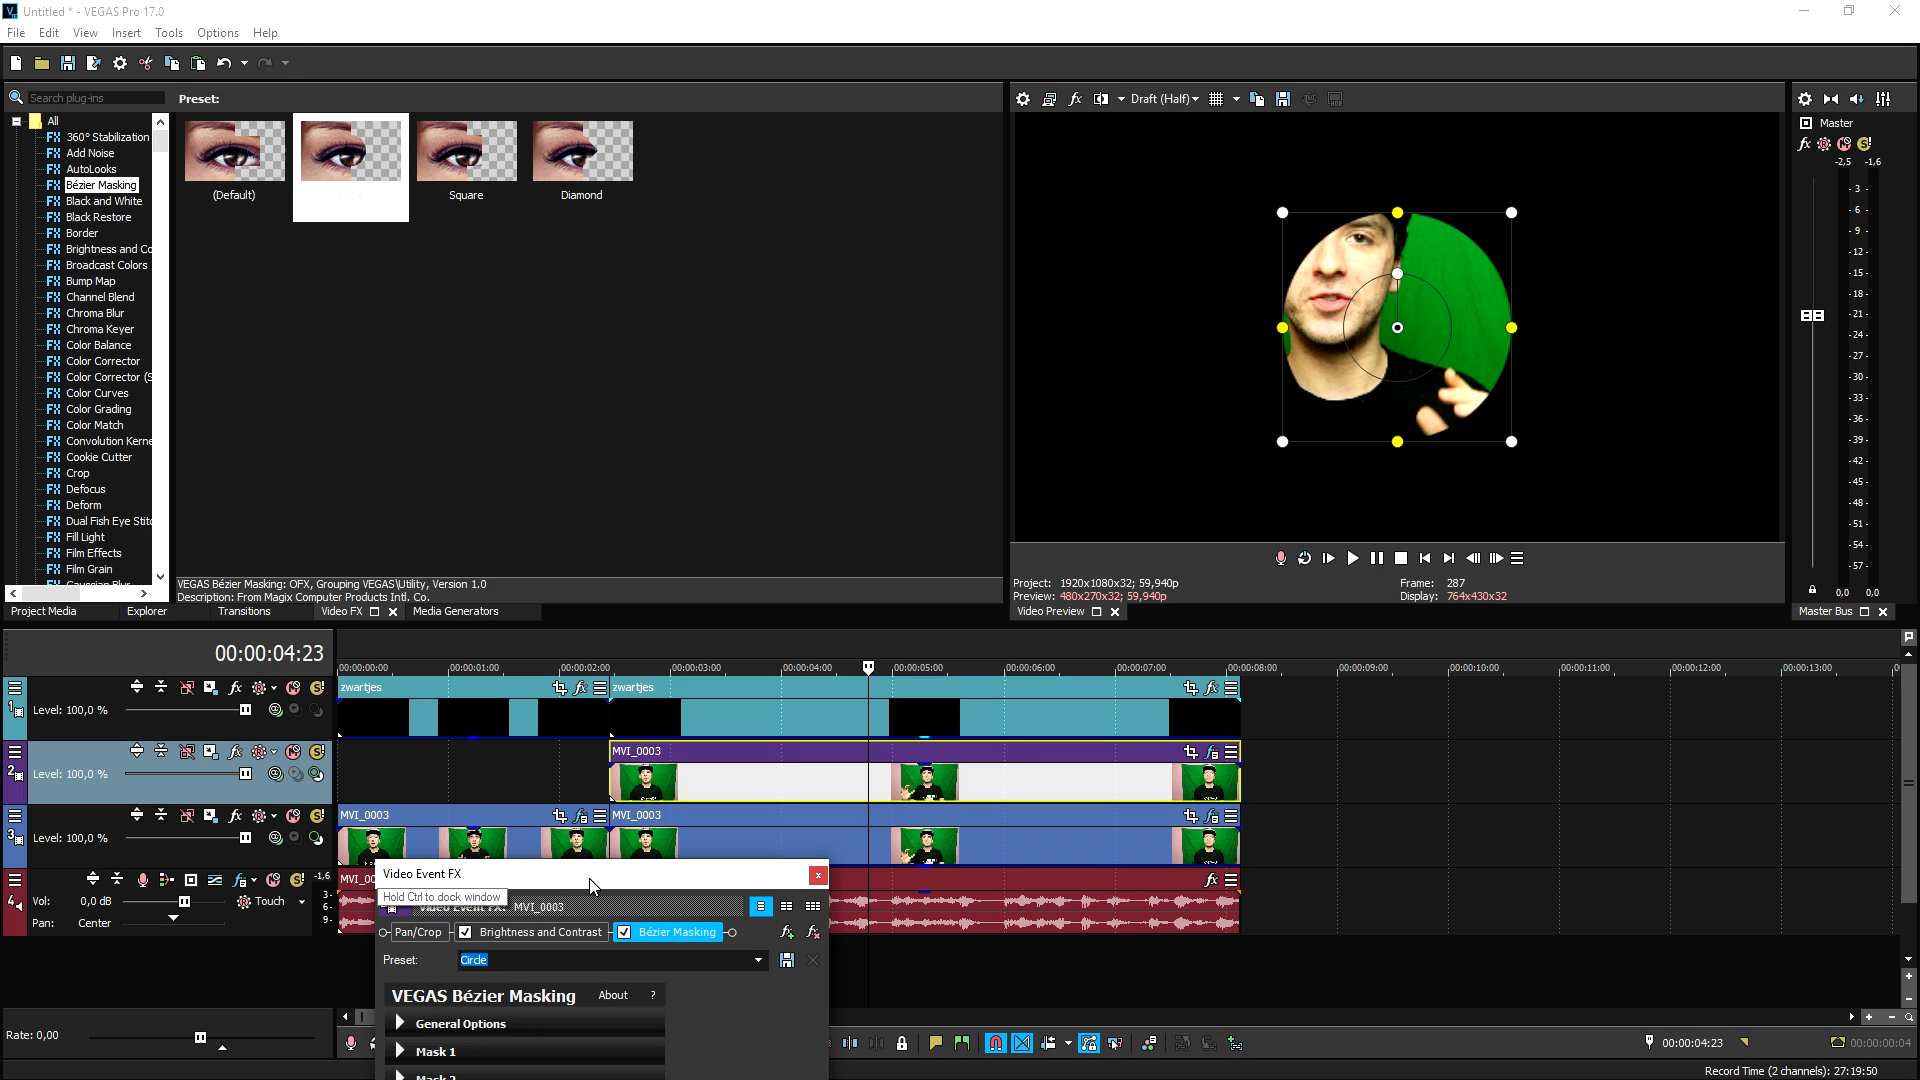 Untitled * - VEGAS Pro 17.0
File Edit View Insert Tools Options Help
Search plug-ins
Preset:
All
360° Stabilization
Add Noise
AutoLooks
Bézier Masking
Black and White
Black Restore
Border
Brightness and Co
Broadcast Colors
Bump Map
Channel Blend
Chroma Blur
Chroma Keyer
Color Balance
Color Corrector
Color Corrector (S
Color Curves
Color Grading
Color Match
Convolution Kerne
Cookie Cutter
Crop
Defocus
Deform
Dual Fish Eye Stitc
Fill Light
Film Effects
Film Grain
Gaussian Blur
(Default)
Square
Diamond
VEGAS Bézier Masking: OFX, Grouping VEGAS\Utility, Version 1.0
Description: From Magix Computer Products Intl. Co.
Project Media Explorer Transitions Video FX Media Generators
Draft (Half)
Project: 1920x1080x32; 59,940p
Preview: 480x270x32; 59,940p
Frame: 287
Display: 764x430x32
Video Preview
Master
-2,5 -1,6
- 3 -
- 6 -
- 9 -
-12-
-15-
-18-
-21-
-24-
-27-
-30-
-33-
-36-
-39-
-42-
-45-
-48-
-51-
-54-
-57-
0,0 0,0
Master Bus
00:00:04:23
00:00:00:00 00:00:01:00 00:00:02:00 00:00:03:00 00:00:04:00 00:00:05:00 00:00:06:00 00:00:07:00 00:00:08:00 00:00:09:00 00:00:10:00 00:00:11:00 00:00:12:00 00:00:13:00
1
Level: 100,0 %
zwartjes
zwartjes
2
Level: 100,0 %
MVI_0003
3
Level: 100,0 %
MVI_0003
MVI_0003
4
Vol: 0,0 dB
Touch
Pan: Center
-1,6
3-
6-
9-
MVI_00
Video Event FX
x
Hold Ctrl to dock window
Video Event FX: MVI_0003
Pan/Crop Brightness and Contrast Bézier Masking
Preset: Circle
VEGAS Bézier Masking About ?
General Options
Mask 1
Mask 2
Rate: 0,00
00:00:04:23
00:00:00:04
Record Time (2 channels): 27:19:50